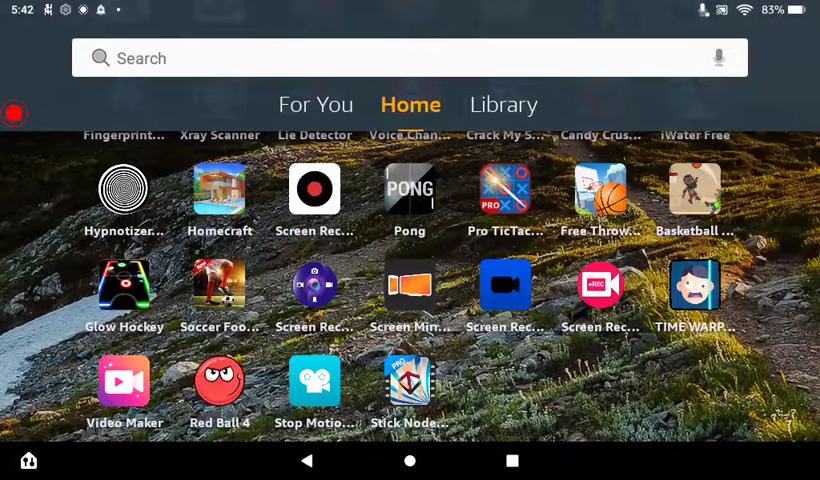 5:42
83%
Search
For You Home Library
Fingerprint... Xray Scanner Lie Detector Voice Chan... Crack My S... Candy Crus... iWater Free
PONG
PRO
Hypnotizer... Homecraft Screen Rec... Pong Pro TicTac... Free Throw... Basketball ...
REC
Glow Hockey Soccer Foo... Screen Rec... Screen Mirr... Screen Rec... Screen Rec... TIME WARP...
PRO
Video Maker Red Ball 4 Stop Motio... Stick Node...